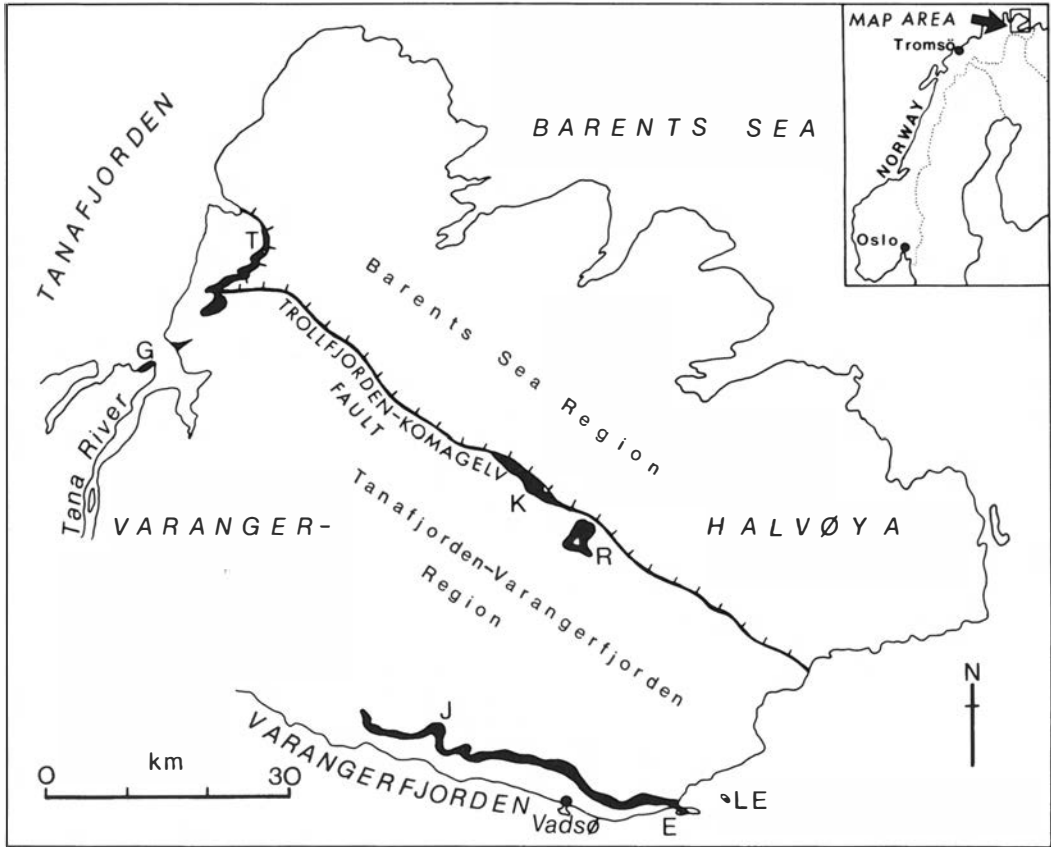 MAP AREA
Tromsö
NORWAY
Oslo
BARENTS SEA
TANAFJORDEN
T
Barents Sea Region
TROLLFJORDEN-KOMAGELV
FAULT
G
Tana River
K
R
VARANGER-
HALVØYA
Tanafjorden-Varangerfjorden
Region
N
J
VARANGERFJORDEN
km
0 30
Vadsø
E
LE